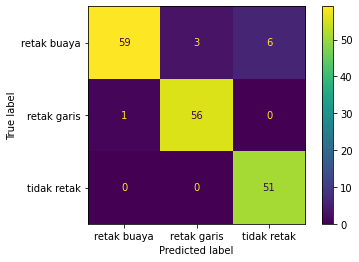 True label
retak buaya 59 3 6
retak garis 1 56 0
tidak retak 0 0 51
retak buaya retak garis tidak retak
Predicted label
50
40
30
20
10
0